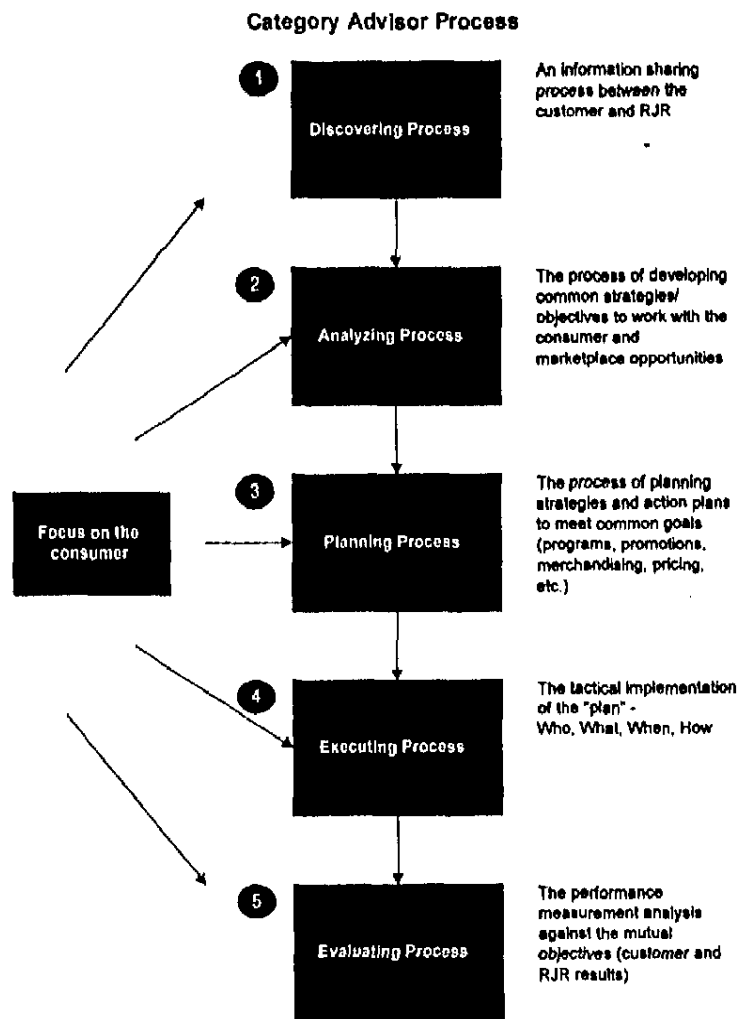 Category Advisor Process
1
Discovering Process
An information sharing
process between the
customer and RJR
2
Analyzing Process
The process of developing
common strategies/
objectives to work with the
consumer and
marketplace opportunities
Focus on the
consumer
3
Planning Process
The process of planning
strategies and action plans
to meet common goals
(programs, promotions,
merchandising, pricing,
etc.)
4
Executing Process
The tactical implementation
of the "plan" -
Who, What, When, How
5
Evaluating Process
The performance
measurement analysis
against the mutual
objectives (customer and
RJR results)